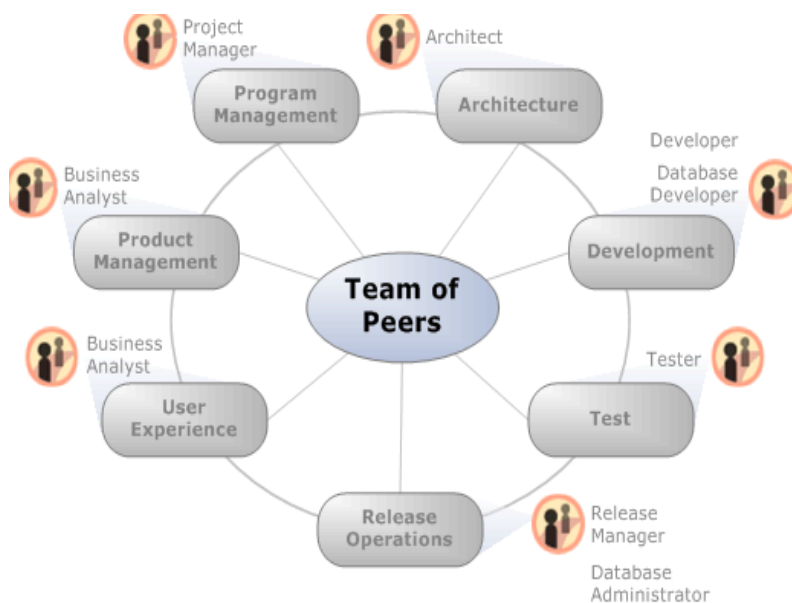 Project
Manager
Architect
Program
Management
Architecture
Developer
Database
Developer
Business
Analyst
Product
Management
Development
Team of
Peers
Business
Analyst
Tester
User
Experience
Test
Release
Operations
Release
Manager
Database
Administrator